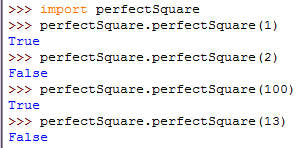 >>> import perfectSquare
>>> perfectSquare.perfectSquare(1)
True
>>> perfectSquare.perfectSquare(2)
False
>>> perfectSquare.perfectSquare(100)
True
>>> perfectSquare.perfectSquare(13)
False